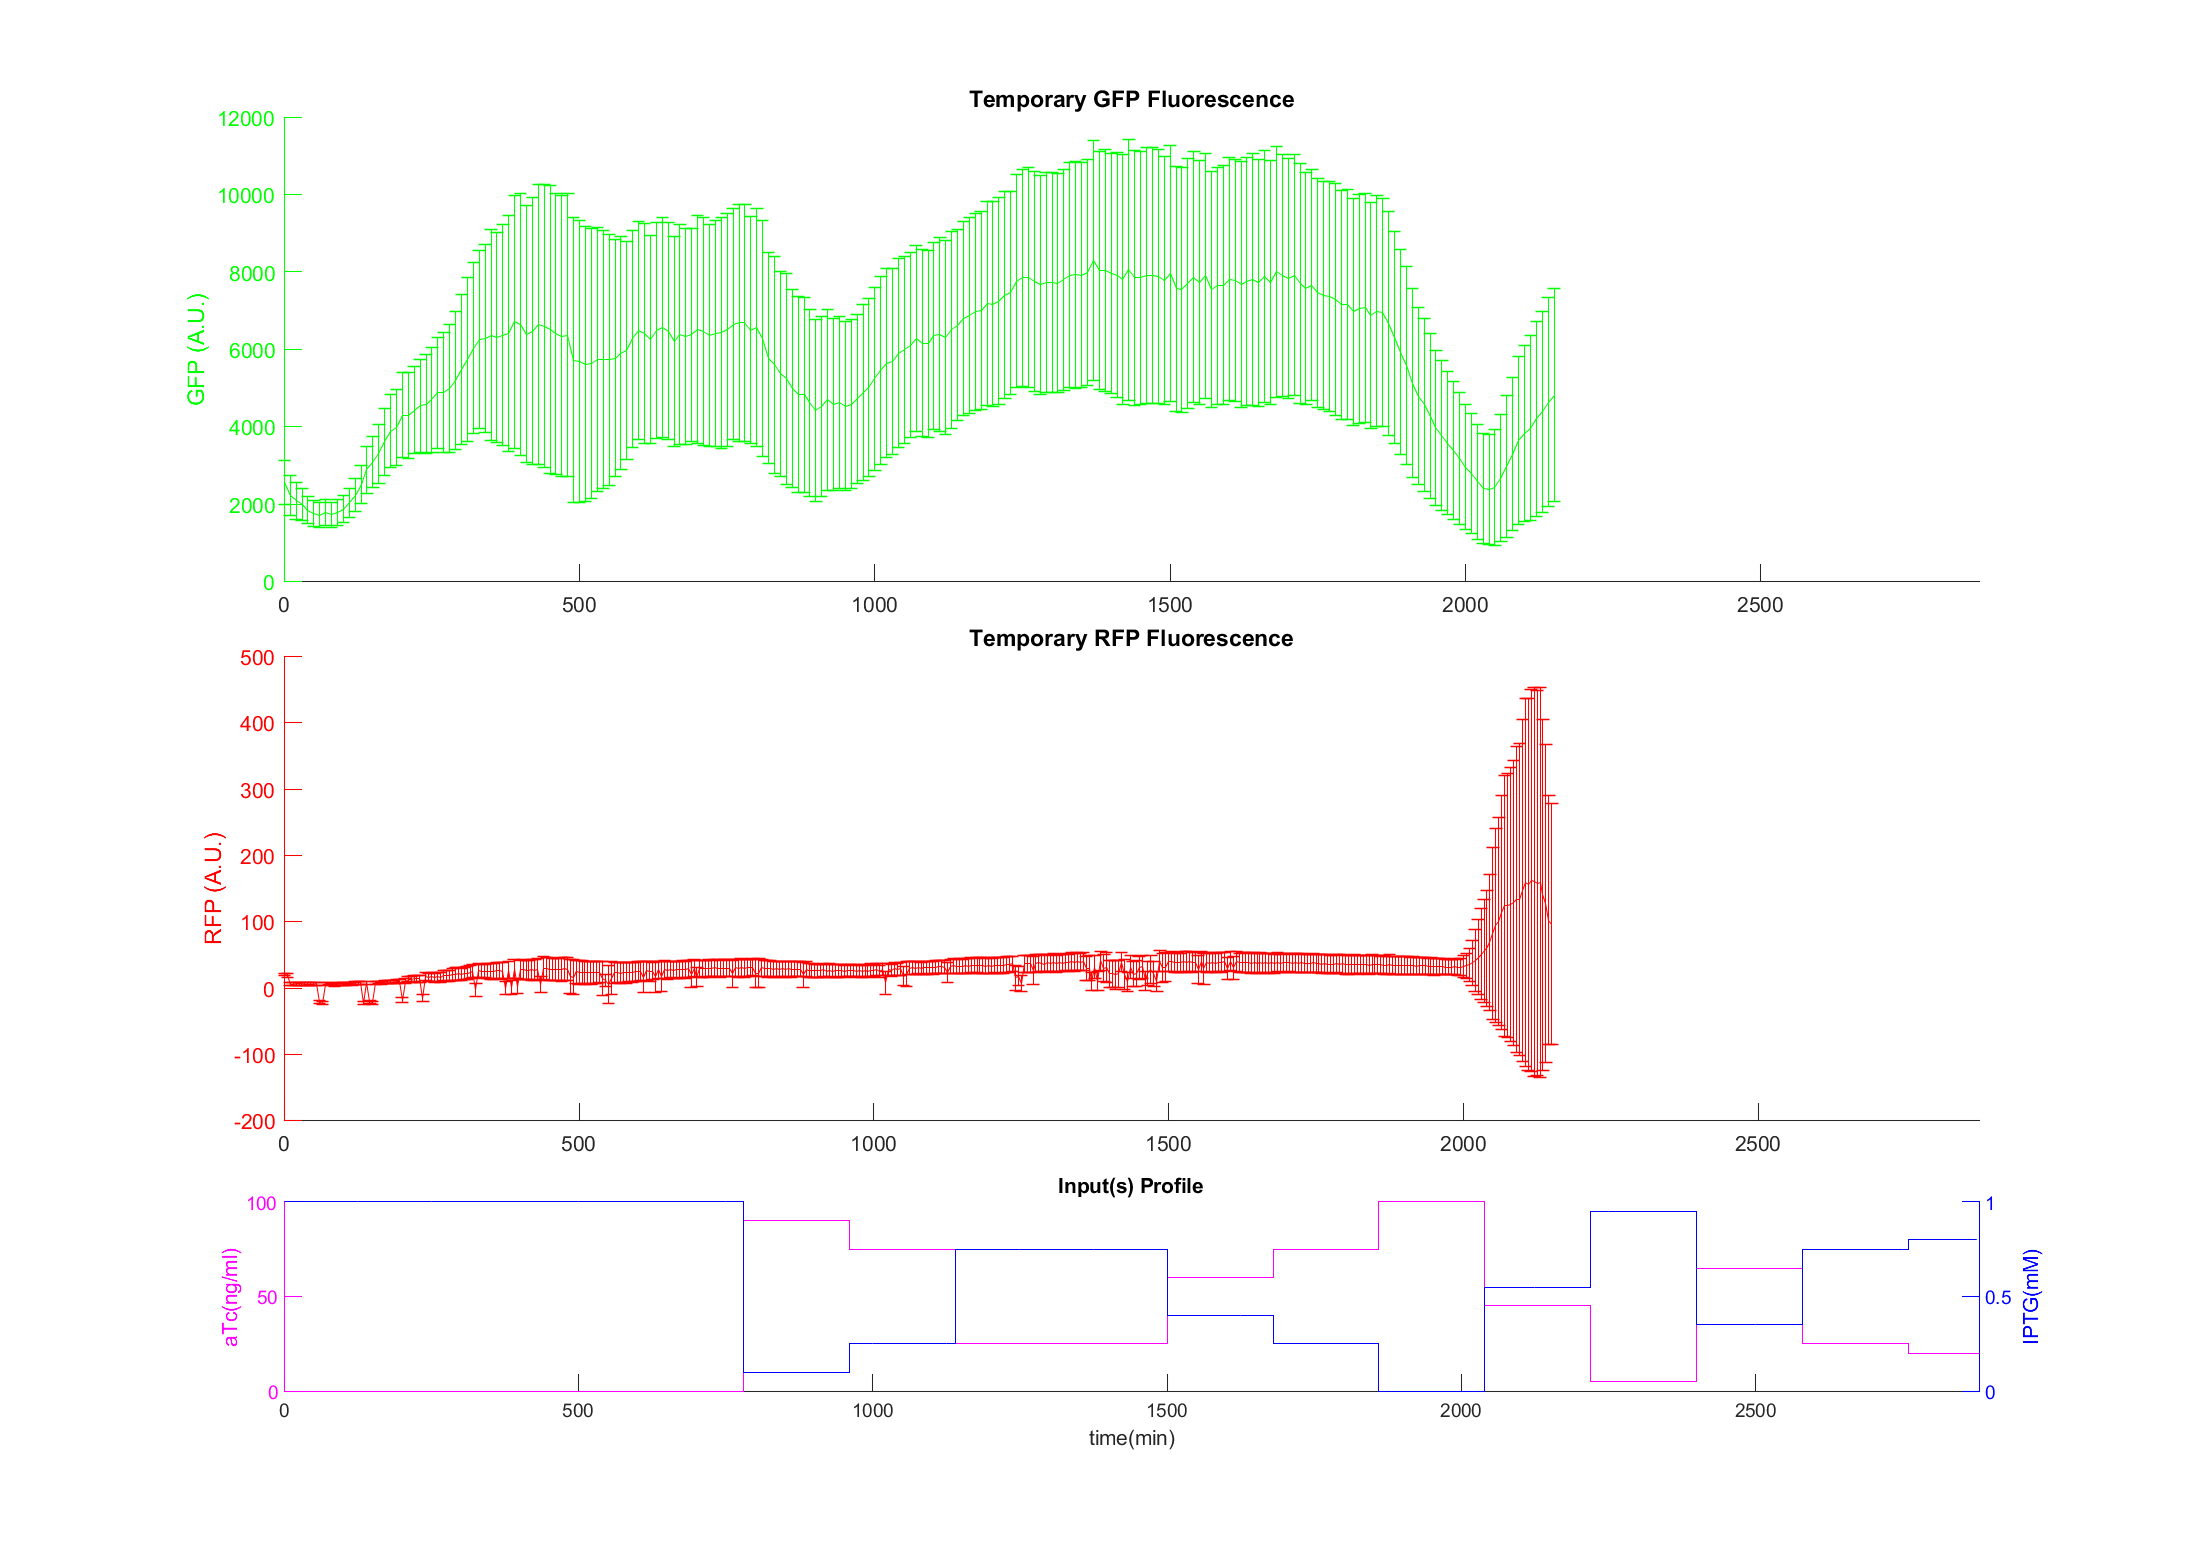 Temporary GFP Fluorescence
12000
10000
8000
6000
4000
2000
0
GFP (A.U.)
0 500 1000 1500 2000 2500
Temporary RFP Fluorescence
500
400
300
200
100
0
-100
-200
RFP (A.U.)
0 500 1000 1500 2000 2500
Input(s) Profile
100
50
0
aTc(ng/ml)
1
0.5
0
IPTG(mM)
0 500 1000 1500 2000 2500
time(min)